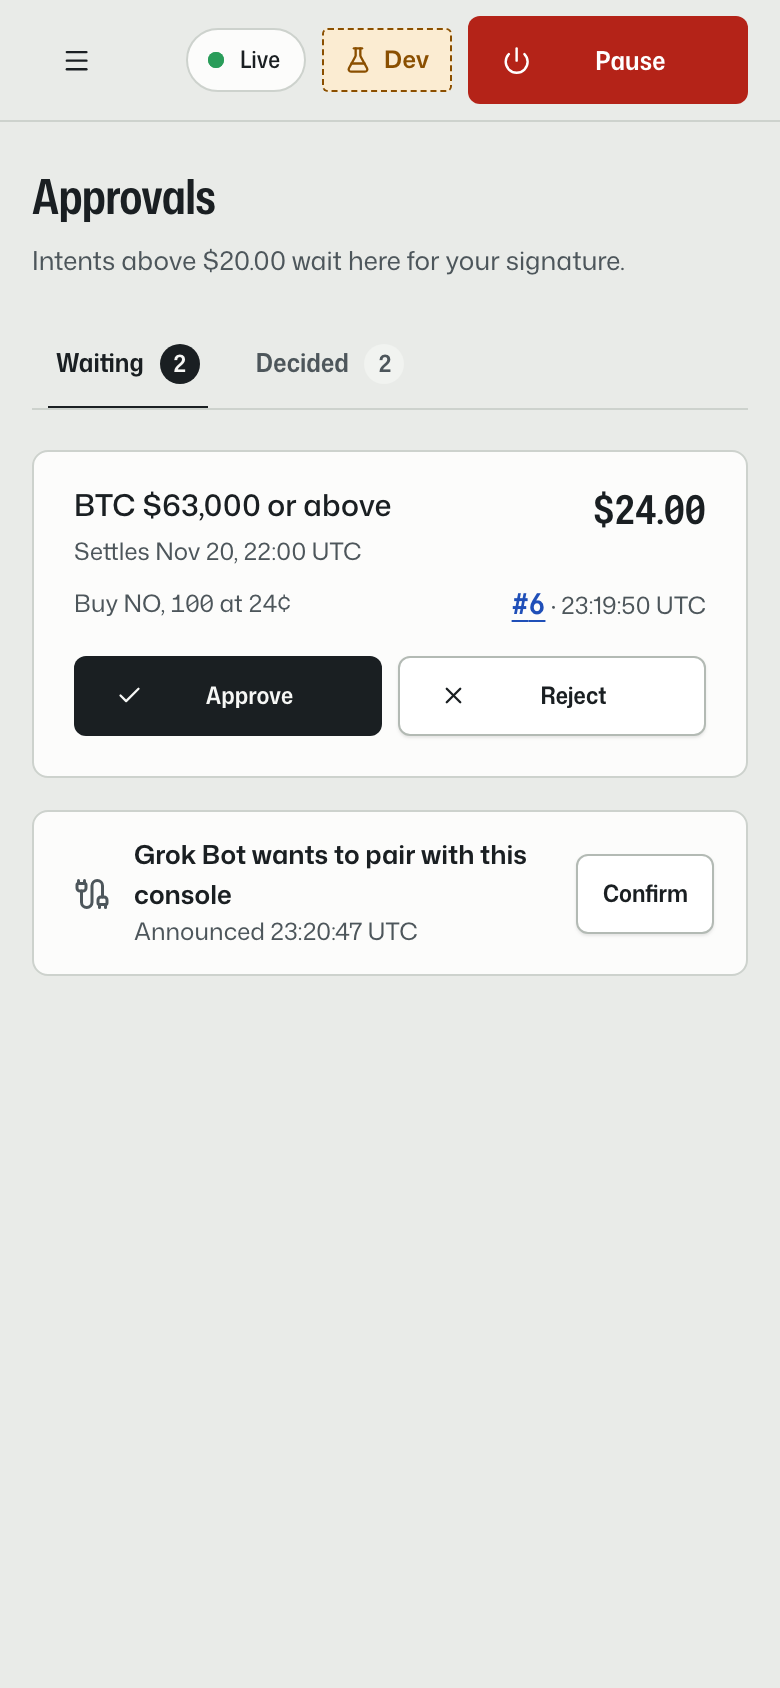 Live
Dev
Pause
Approvals
Intents above $20.00 wait here for your signature.
Waiting 2
Decided 2
BTC $63,000 or above
$24.00
Settles Nov 20, 22:00 UTC
Buy NO, 100 at 24¢
#6 · 23:19:50 UTC
Approve
Reject
Grok Bot wants to pair with this
console
Announced 23:20:47 UTC
Confirm